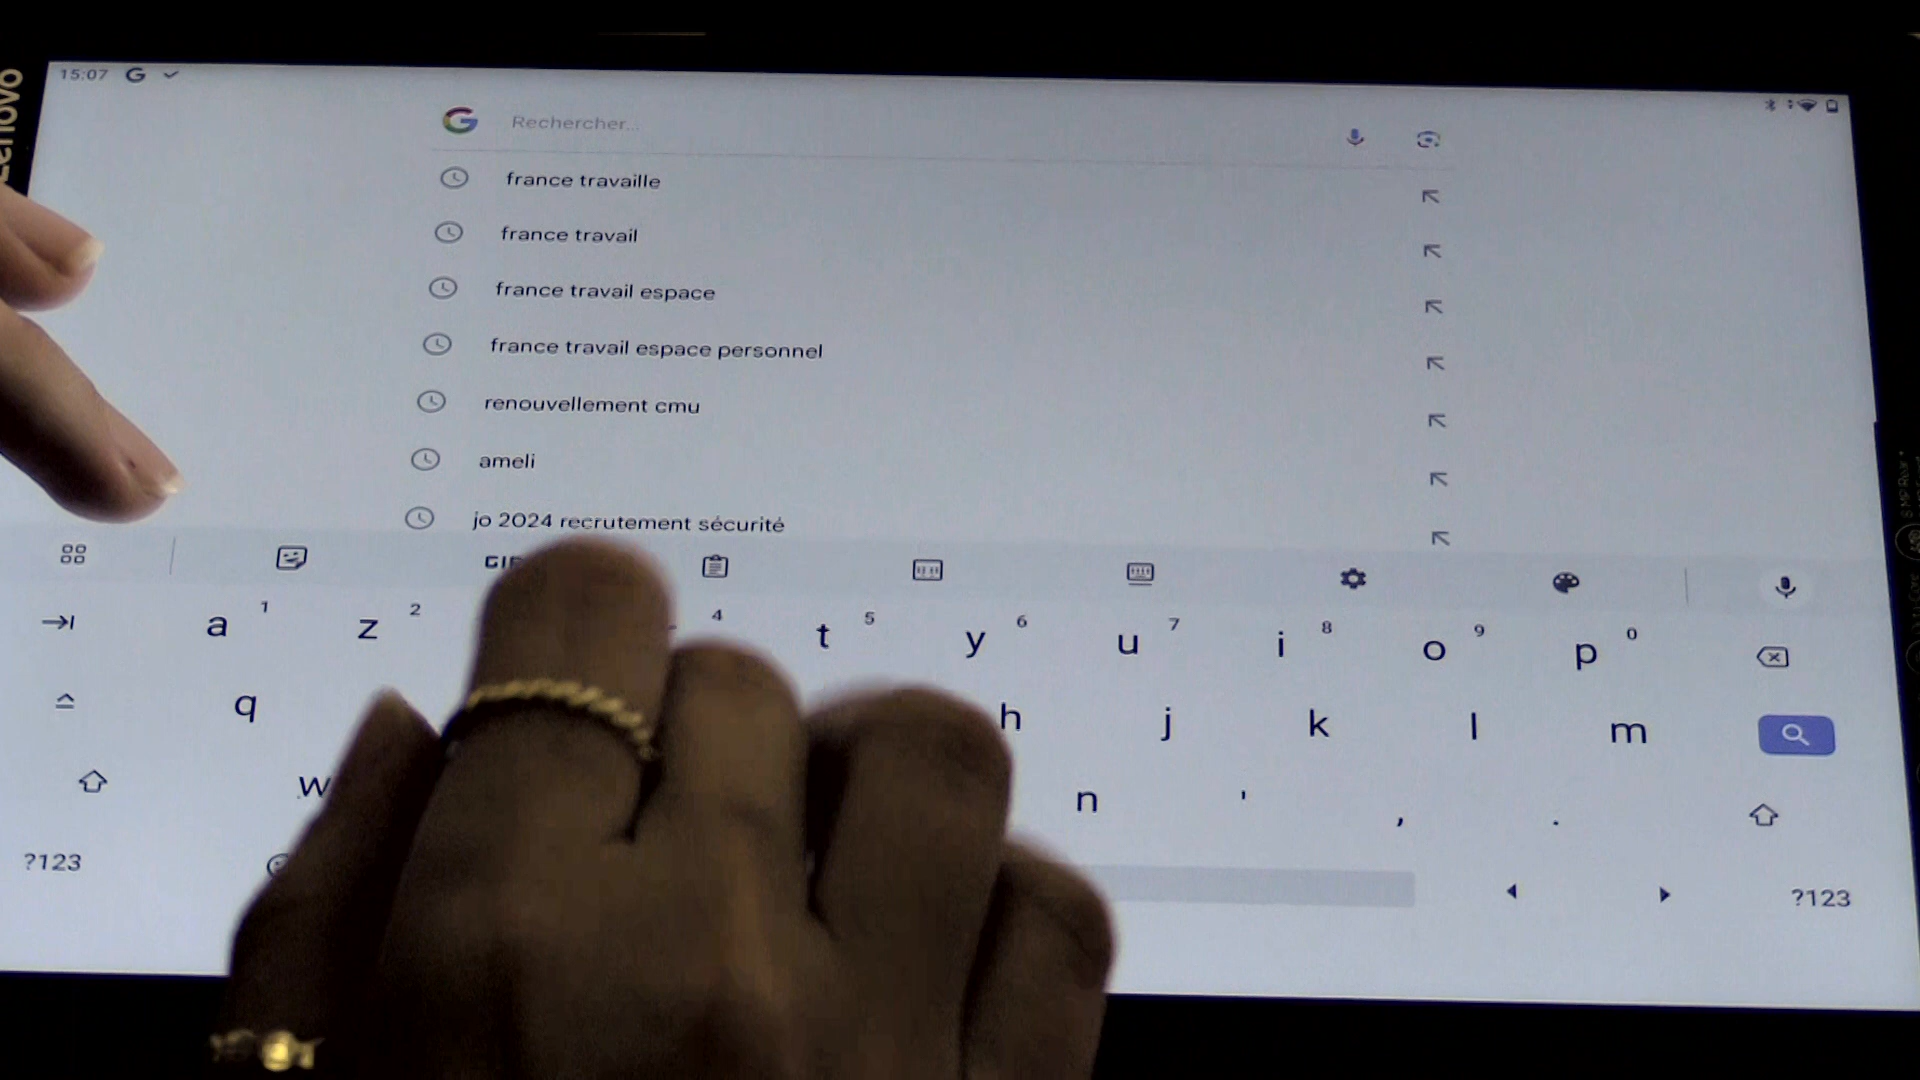 Lenovo
15:07
Rechercher...
france travaille
france travail
france travail espace
france travail espace personnel
renouvellement cmu
ameli
jo 2024 recrutement sécurité
a 1 z 2 4 t 5 y 6 u 7 i 8 o 9 p 0
q h j k l m
w n ' , .
?123 ?123